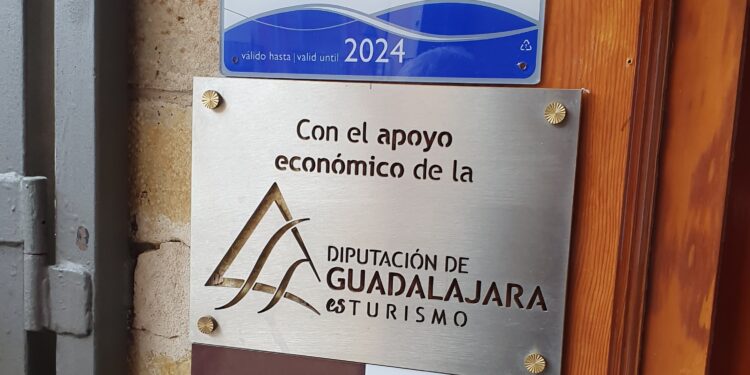 válido hasta | valid until 2024
Con el apoyo
económico de la
DIPUTACIÓN DE
GUADALAJARA
esTURISMO